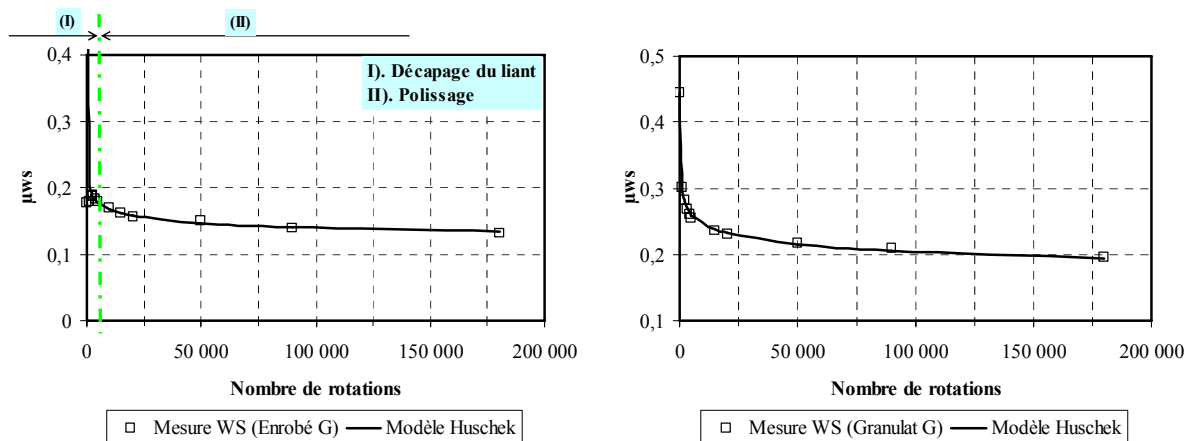 (I)
(II)
I). Décapage du liant
II). Polissage
0,4
0,3
0,2
0,1
0
µws
0
50 000
100 000
150 000
200 000
Nombre de rotations
Mesure WS (Enrobé G)
Modèle Huschek
0,5
0,4
0,3
0,2
0,1
µws
0
50 000
100 000
150 000
200 000
Nombre de rotations
Mesure WS (Granulat G)
Modèle Huschek